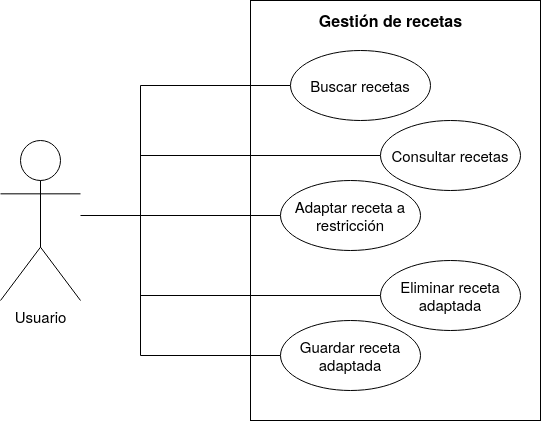 Gestión de recetas
Buscar recetas
Consultar recetas
Adaptar receta a
restricción
Eliminar receta
adaptada
Guardar receta
adaptada
Usuario